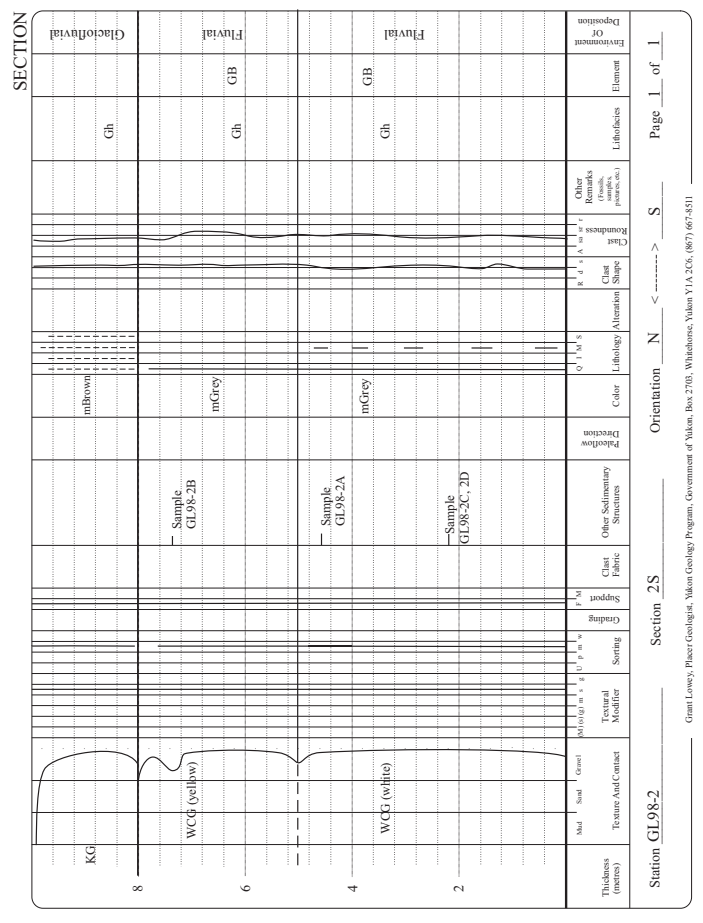 SECTION
Thickness
(metres)
Mud Sand Gravel
Texture And Contact
(M) (s) (g) m s g
Textural
Modifier
U p m w
Sorting
Grading
F M
Support
Clast
Fabric
Other Sedimentary
Structures
Paleoflow
Direction
Color
Q I M S
Lithology
Alteration
R d s
Clast
Shape
A sa sr r
Clast
Roundness
Other
Remarks
(Fossils,
samples,
pictures, etc.)
Lithofacies
Element
Environment
Of
Deposition
KG
mBrown
Gh
Glaciofluvial
8
WCG (yellow)
Sample
GL98-2B
mGrey
Gh
GB
Fluvial
6
WCG (white)
Sample
GL98-2A
mGrey
Gh
GB
Fluvial
4
Sample
GL98-2C, 2D
2
Station GL98-2 Section 2S Orientation N < -------- > S Page 1 of 1
Grant Lowey, Placer Geologist, Yukon Geology Program, Government of Yukon, Box 2703, Whitehorse, Yukon Y1A 2C6, (867) 667-8511